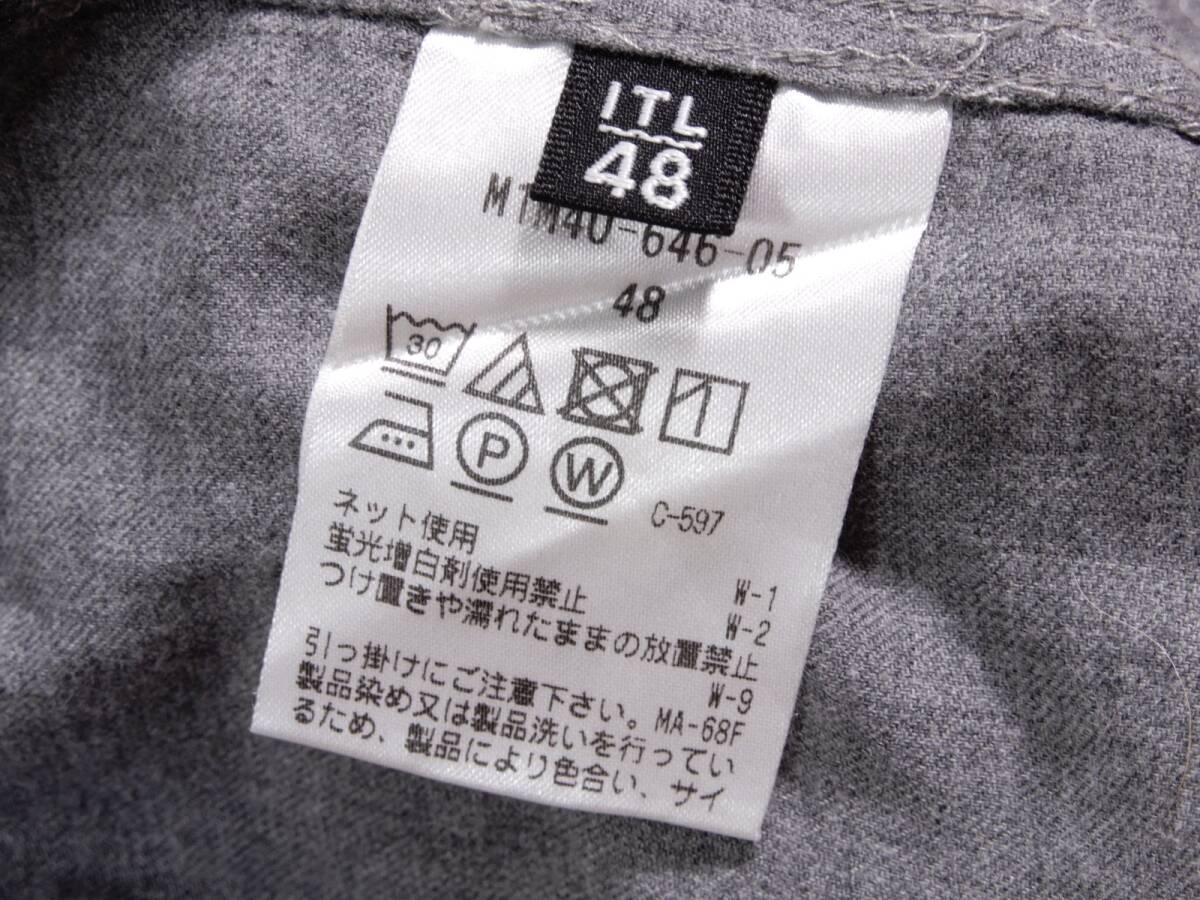 ITL
48
M1M40-646-05
48
30
P
W
C-597
ネット使用
W-1
蛍光増白剤使用禁止
W-2
つけ置きや濡れたままの放置禁止
W-9
引っ掛けにご注意下さい。MA-68F
製品染め又は製品洗いを行ってい
るため、製品により色合い、サイ